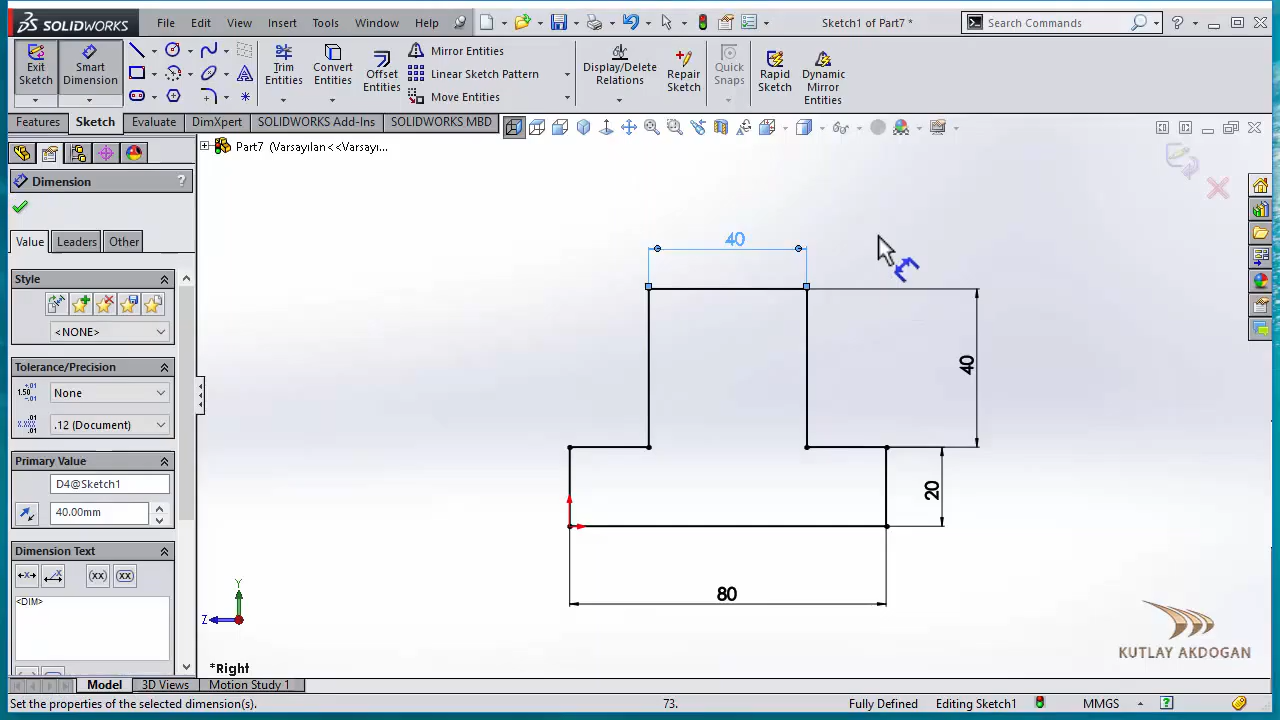 SOLIDWORKS
File Edit View Insert Tools Window Help
Sketch1 of Part7 *
Search Commands
?
Exit Sketch
Smart Dimension
Trim Entities
Convert Entities
Offset Entities
Mirror Entities
Linear Sketch Pattern
Move Entities
Display/Delete Relations
Repair Sketch
Quick Snaps
Rapid Sketch
Dynamic Mirror Entities
Features Sketch Evaluate DimXpert SOLIDWORKS Add-Ins SOLIDWORKS MBD
Part7 (Varsayılan<<Varsayı...
Dimension ?
Value Leaders Other
Style
<NONE>
Tolerance/Precision
None
.12 (Document)
Primary Value
D4@Sketch1
40.00mm
Dimension Text
(xx) (xx)
<DIM>
40
40
20
80
Y
Z
*Right
KUTLAY AKDOGAN
Model 3D Views Motion Study 1
Set the properties of the selected dimension(s). 73. Fully Defined Editing Sketch1 MMGS ?